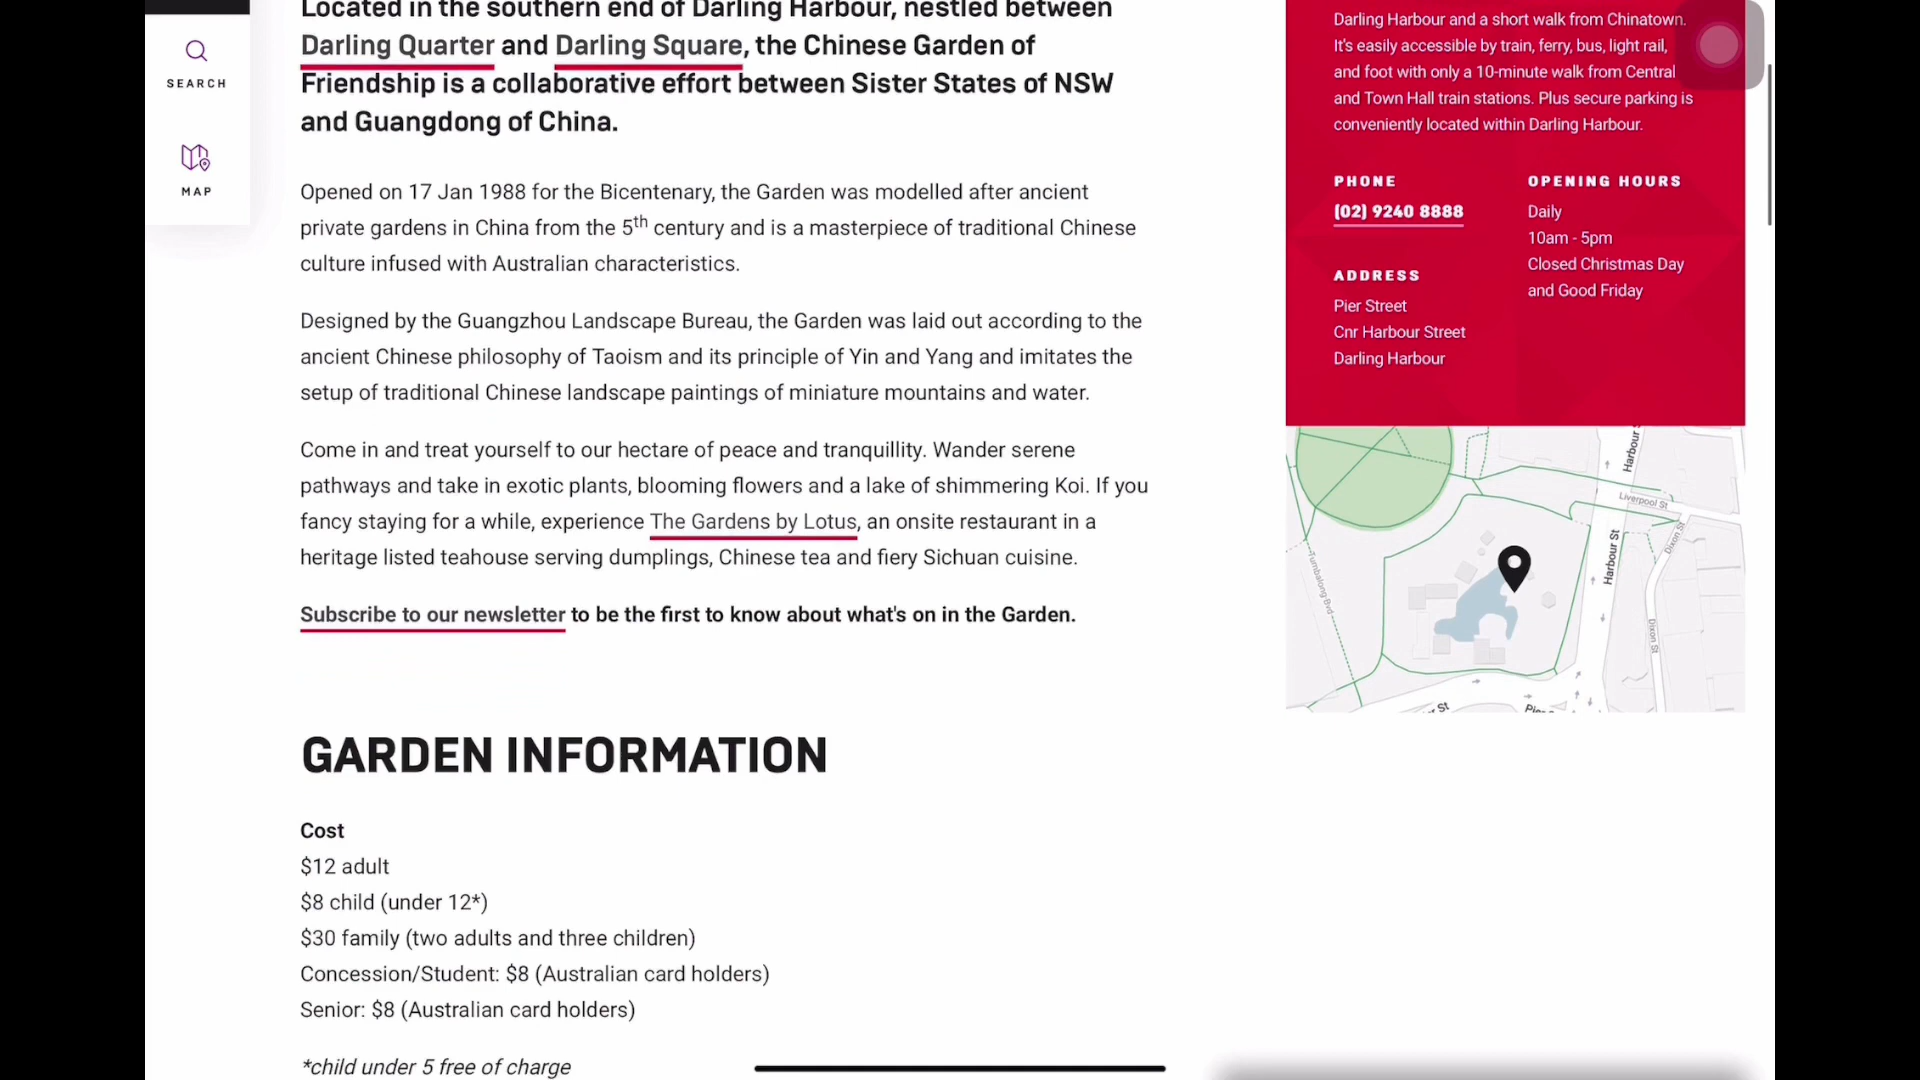 SEARCH
MAP
Located in the southern end of Darling Harbour, nestled between
Darling Quarter and Darling Square, the Chinese Garden of
Friendship is a collaborative effort between Sister States of NSW
and Guangdong of China.
Opened on 17 Jan 1988 for the Bicentenary, the Garden was modelled after ancient
private gardens in China from the 5th century and is a masterpiece of traditional Chinese
culture infused with Australian characteristics.
Designed by the Guangzhou Landscape Bureau, the Garden was laid out according to the
ancient Chinese philosophy of Taoism and its principle of Yin and Yang and imitates the
setup of traditional Chinese landscape paintings of miniature mountains and water.
Come in and treat yourself to our hectare of peace and tranquillity. Wander serene
pathways and take in exotic plants, blooming flowers and a lake of shimmering Koi. If you
fancy staying for a while, experience The Gardens by Lotus, an onsite restaurant in a
heritage listed teahouse serving dumplings, Chinese tea and fiery Sichuan cuisine.
Subscribe to our newsletter to be the first to know about what's on in the Garden.
GARDEN INFORMATION
Cost
$12 adult
$8 child (under 12*)
$30 family (two adults and three children)
Concession/Student: $8 (Australian card holders)
Senior: $8 (Australian card holders)
*child under 5 free of charge
Darling Harbour and a short walk from Chinatown.
It's easily accessible by train, ferry, bus, light rail,
and foot with only a 10-minute walk from Central
and Town Hall train stations. Plus secure parking is
conveniently located within Darling Harbour.
PHONE
(02) 9240 8888
ADDRESS
Pier Street
Cnr Harbour Street
Darling Harbour
OPENING HOURS
Daily
10am - 5pm
Closed Christmas Day
and Good Friday
Harbour S
Liverpool St
Dixon St
Harbour St
Tumbalong Bvd
Dixon St
St